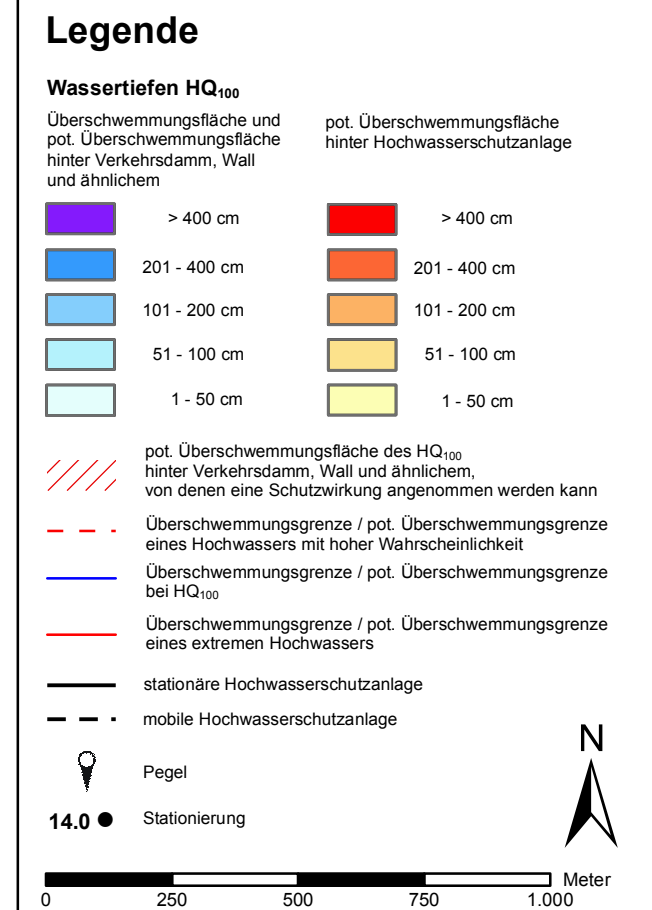 Legende
Wassertiefen HQ100
Überschwemmungsfläche und
pot. Überschwemmungsfläche
hinter Verkehrsdamm, Wall
und ähnlichem
pot. Überschwemmungsfläche
hinter Hochwasserschutzanlage
> 400 cm
> 400 cm
201 - 400 cm
201 - 400 cm
101 - 200 cm
101 - 200 cm
51 - 100 cm
51 - 100 cm
1 - 50 cm
1 - 50 cm
pot. Überschwemmungsfläche des HQ100
hinter Verkehrsdamm, Wall und ähnlichem,
von denen eine Schutzwirkung angenommen werden kann
Überschwemmungsgrenze / pot. Überschwemmungsgrenze
eines Hochwassers mit hoher Wahrscheinlichkeit
Überschwemmungsgrenze / pot. Überschwemmungsgrenze
bei HQ100
Überschwemmungsgrenze / pot. Überschwemmungsgrenze
eines extremen Hochwassers
stationäre Hochwasserschutzanlage
mobile Hochwasserschutzanlage
N
Pegel
14.0 Stationierung
Meter
0 250 500 750 1.000